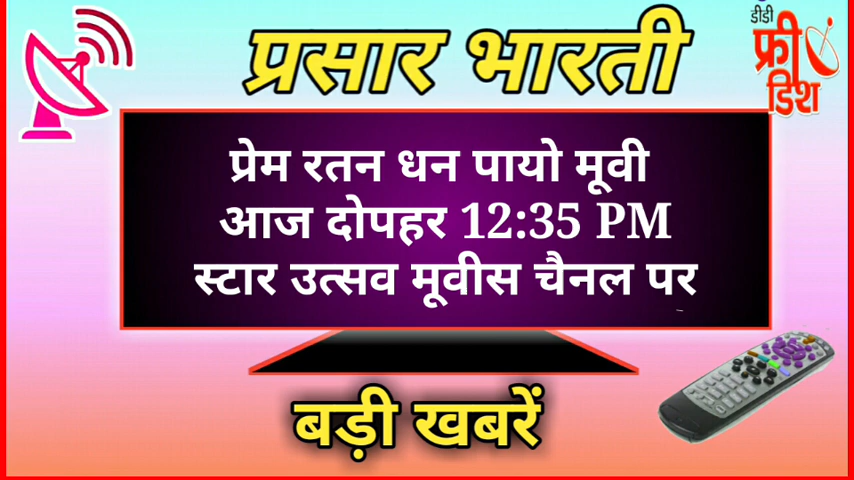 प्रसार भारती
डीडी
फ्री
डिश
प्रेम रतन धन पायो मूवी
आज दोपहर 12:35 PM
स्टार उत्सव मूवीस चैनल पर
बड़ी खबरें